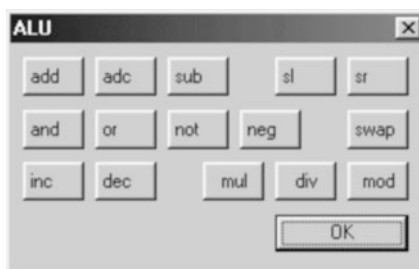 ALU
add adc sub sl sr
and or not neg swap
inc dec mul div mod
OK